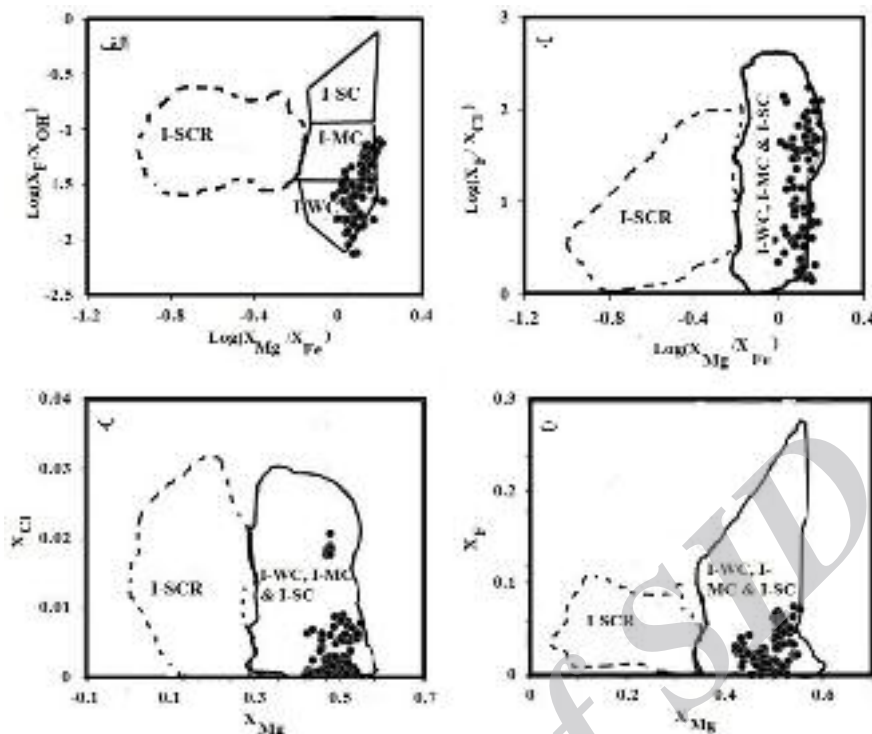 0
-0.5
-1
-1.5
-2
-2.5
-1.2 -0.8 -0.4 0 0.4
Log(X_F/X_OH)
Log(X_Mg/X_Fe)
I-SCR
I-SC
I-MC
I-WC
3
2
1
0
-1.2 -0.4 0.4
Log(X_F/X_Cl)
Log(X_Mg/X_Fe)
I-SCR
I-WC, I-MC & I-SC
0.04
0.03
0.02
0.01
0
-0.1 0.1 0.3 0.5 0.7
X_Cl
X_Mg
I-SCR
I-WC, I-MC
& I-SC
0.3
0.2
0.1
0
0 0.2 0.4 0.6
X_F
X_Mg
I-SCR
I-WC, I-
MC & I-SC
of SID